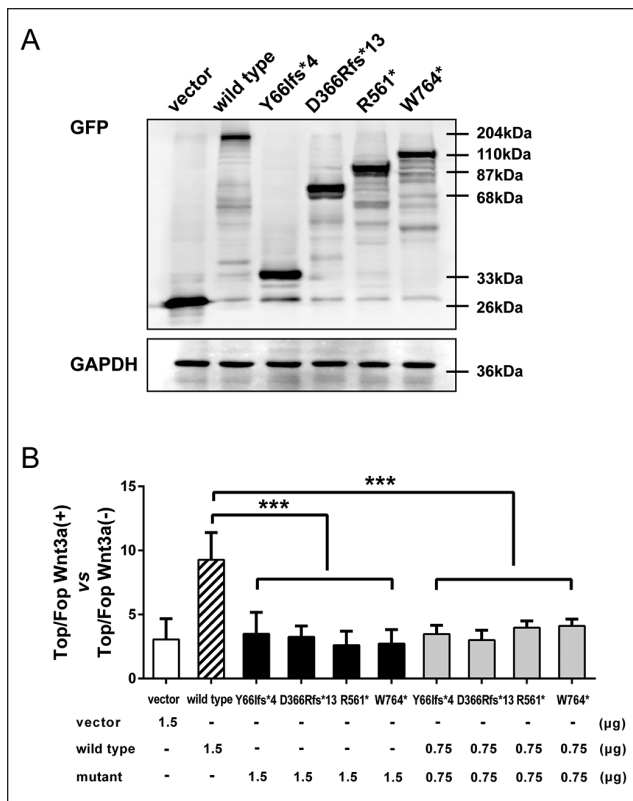 A
vector
wild type
Y66Ifs*4
D366Rfs*13
R561*
W764*
GFP
204kDa
110kDa
87kDa
68kDa
33kDa
26kDa
GAPDH
36kDa
B
Top/Fop Wnt3a(+)
vs
Top/Fop Wnt3a(-)
15
10
5
0
***
***
vector wild type Y66Ifs*4 D366Rfs*13 R561* W764* Y66Ifs*4 D366Rfs*13 R561* W764*
vector 1.5 - - - - - - - - - (μg)
wild type - 1.5 - - - - 0.75 0.75 0.75 0.75 (μg)
mutant - - 1.5 1.5 1.5 1.5 0.75 0.75 0.75 0.75 (μg)